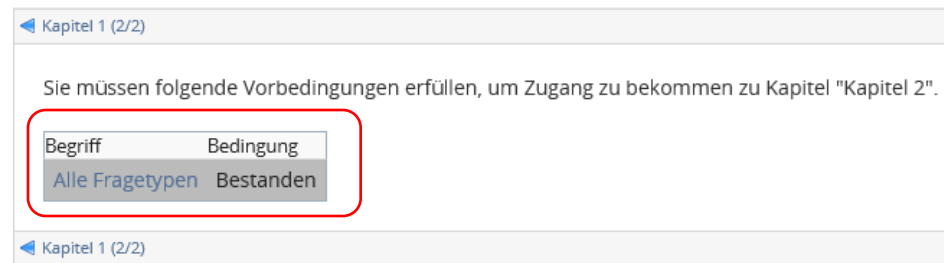 Kapitel 1 (2/2)
Sie müssen folgende Vorbedingungen erfüllen, um Zugang zu bekommen zu Kapitel "Kapitel 2".
Begriff Bedingung
Alle Fragetypen Bestanden
Kapitel 1 (2/2)